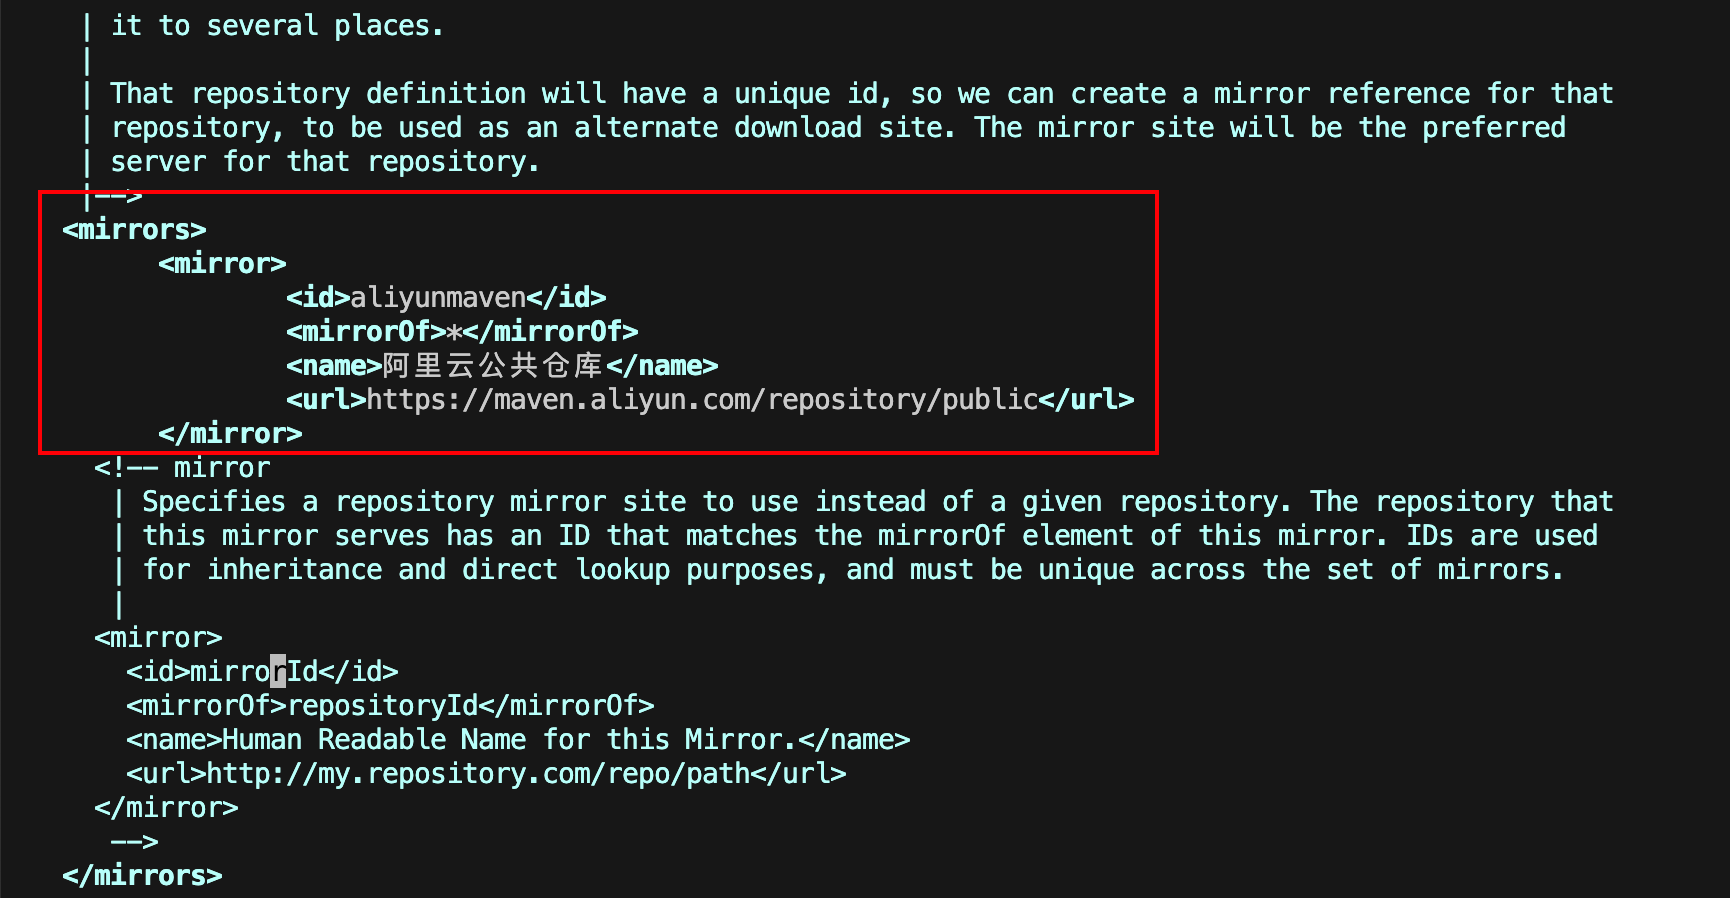 | it to several places.
|
| That repository definition will have a unique id, so we can create a mirror reference for that
| repository, to be used as an alternate download site. The mirror site will be the preferred
| server for that repository.
|-->
<mirrors>
<mirror>
<id>aliyunmaven</id>
<mirrorOf>*</mirrorOf>
<name>阿里云公共仓库</name>
<url>https://maven.aliyun.com/repository/public</url>
</mirror>
<!-- mirror
| Specifies a repository mirror site to use instead of a given repository. The repository that
| this mirror serves has an ID that matches the mirrorOf element of this mirror. IDs are used
| for inheritance and direct lookup purposes, and must be unique across the set of mirrors.
|
<mirror>
<id>mirrorId</id>
<mirrorOf>repositoryId</mirrorOf>
<name>Human Readable Name for this Mirror.</name>
<url>http://my.repository.com/repo/path</url>
</mirror>
-->
</mirrors>